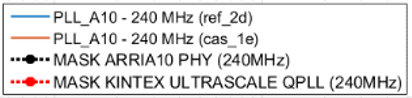 PLL_A10 - 240 MHz (ref_2d)
PLL_A10 - 240 MHz (cas_1e)
MASK ARRIA10 PHY (240MHz)
MASK KINTEX ULTRASCALE QPLL (240MHz)